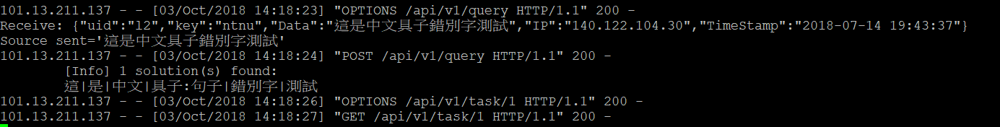 101.13.211.137 - - [03/Oct/2018 14:18:23] "OPTIONS /api/v1/query HTTP/1.1" 200 -
Receive: {"uid":"l2","key":"ntnu","Data":"這是中文具子錯別字測試","IP":"140.122.104.30","TimeStamp":"2018-07-14 19:43:37"}
Source sent='這是中文具子錯別字測試'
101.13.211.137 - - [03/Oct/2018 14:18:24] "POST /api/v1/query HTTP/1.1" 200 -
[Info] 1 solution(s) found:
這|是|中文|具子:句子|錯別字|測試
101.13.211.137 - - [03/Oct/2018 14:18:26] "OPTIONS /api/v1/task/1 HTTP/1.1" 200 -
101.13.211.137 - - [03/Oct/2018 14:18:27] "GET /api/v1/task/1 HTTP/1.1" 200 -